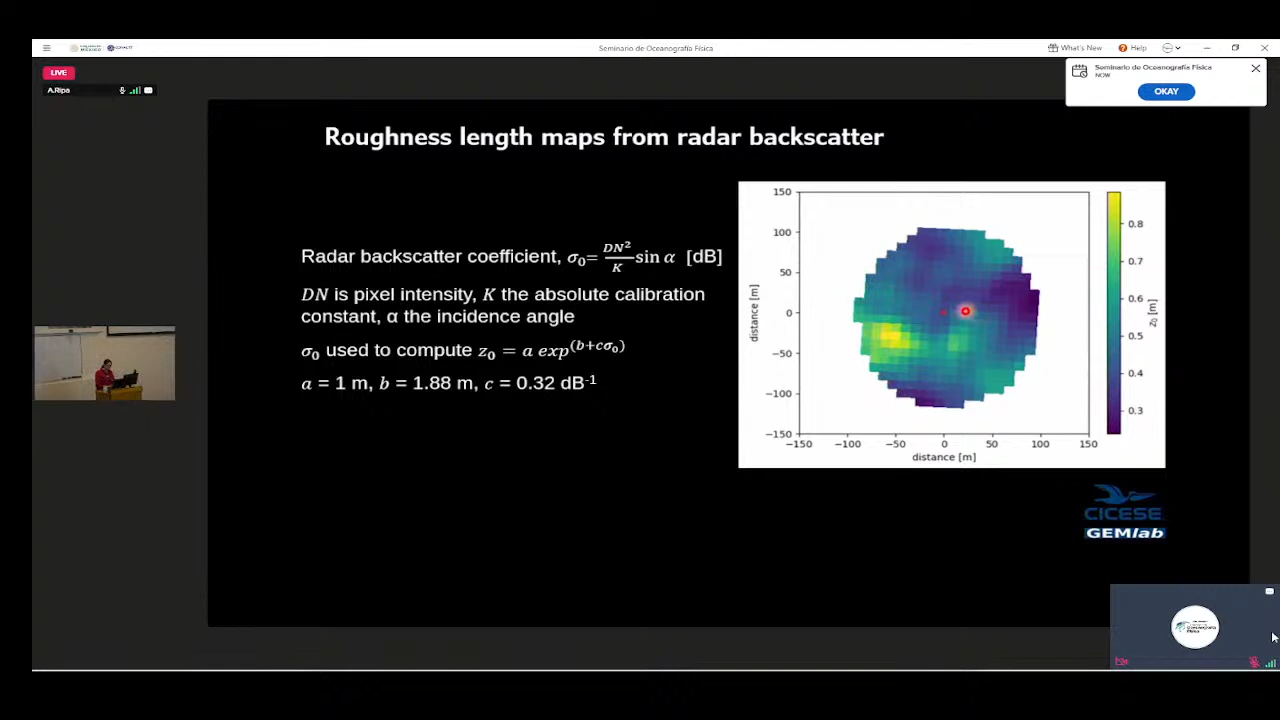 Seminario de Oceanografía Física
What's New
Help
LIVE
A.Ripa
Seminario de Oceanografía Física
NOW
OKAY
Roughness length maps from radar backscatter
Radar backscatter coefficient, σ₀= DN²/K sin α [dB]
DN is pixel intensity, K the absolute calibration
constant, α the incidence angle
σ₀ used to compute z₀ = a exp^(b+cσ₀)
a = 1 m, b = 1.88 m, c = 0.32 dB⁻¹
150
100
50
0
−50
−100
−150
distance [m]
−150 −100 −50 0 50 100 150
distance [m]
0.8
0.7
0.6
0.5
0.4
0.3
z₀ [m]
CICESE
GEMlab